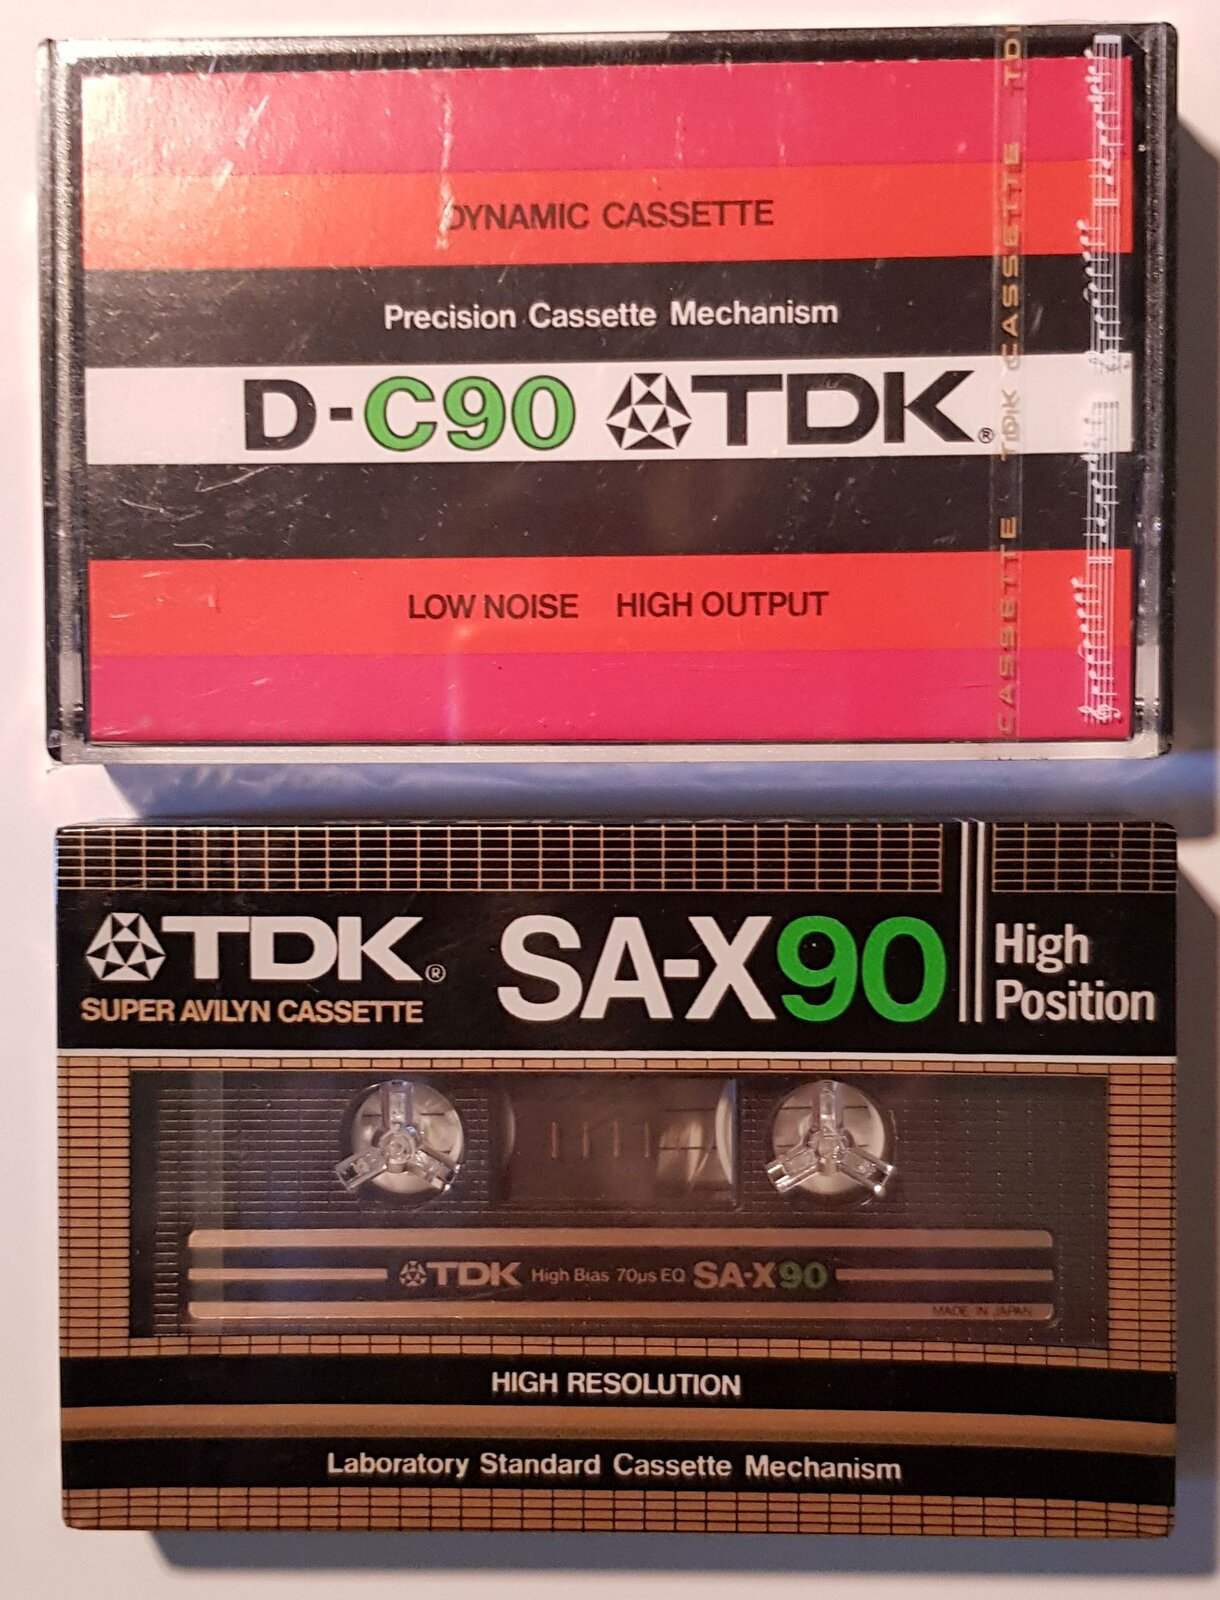 DYNAMIC CASSETTE
Precision Cassette Mechanism
D-C90 TDK®
LOW NOISE HIGH OUTPUT
CASSETTE TDK CASSETTE TDK
TDK® SUPER AVILYN CASSETTE
SA-X90
High
Position
TDK High Bias 70µs EQ SA-X90
MADE IN JAPAN
HIGH RESOLUTION
Laboratory Standard Cassette Mechanism